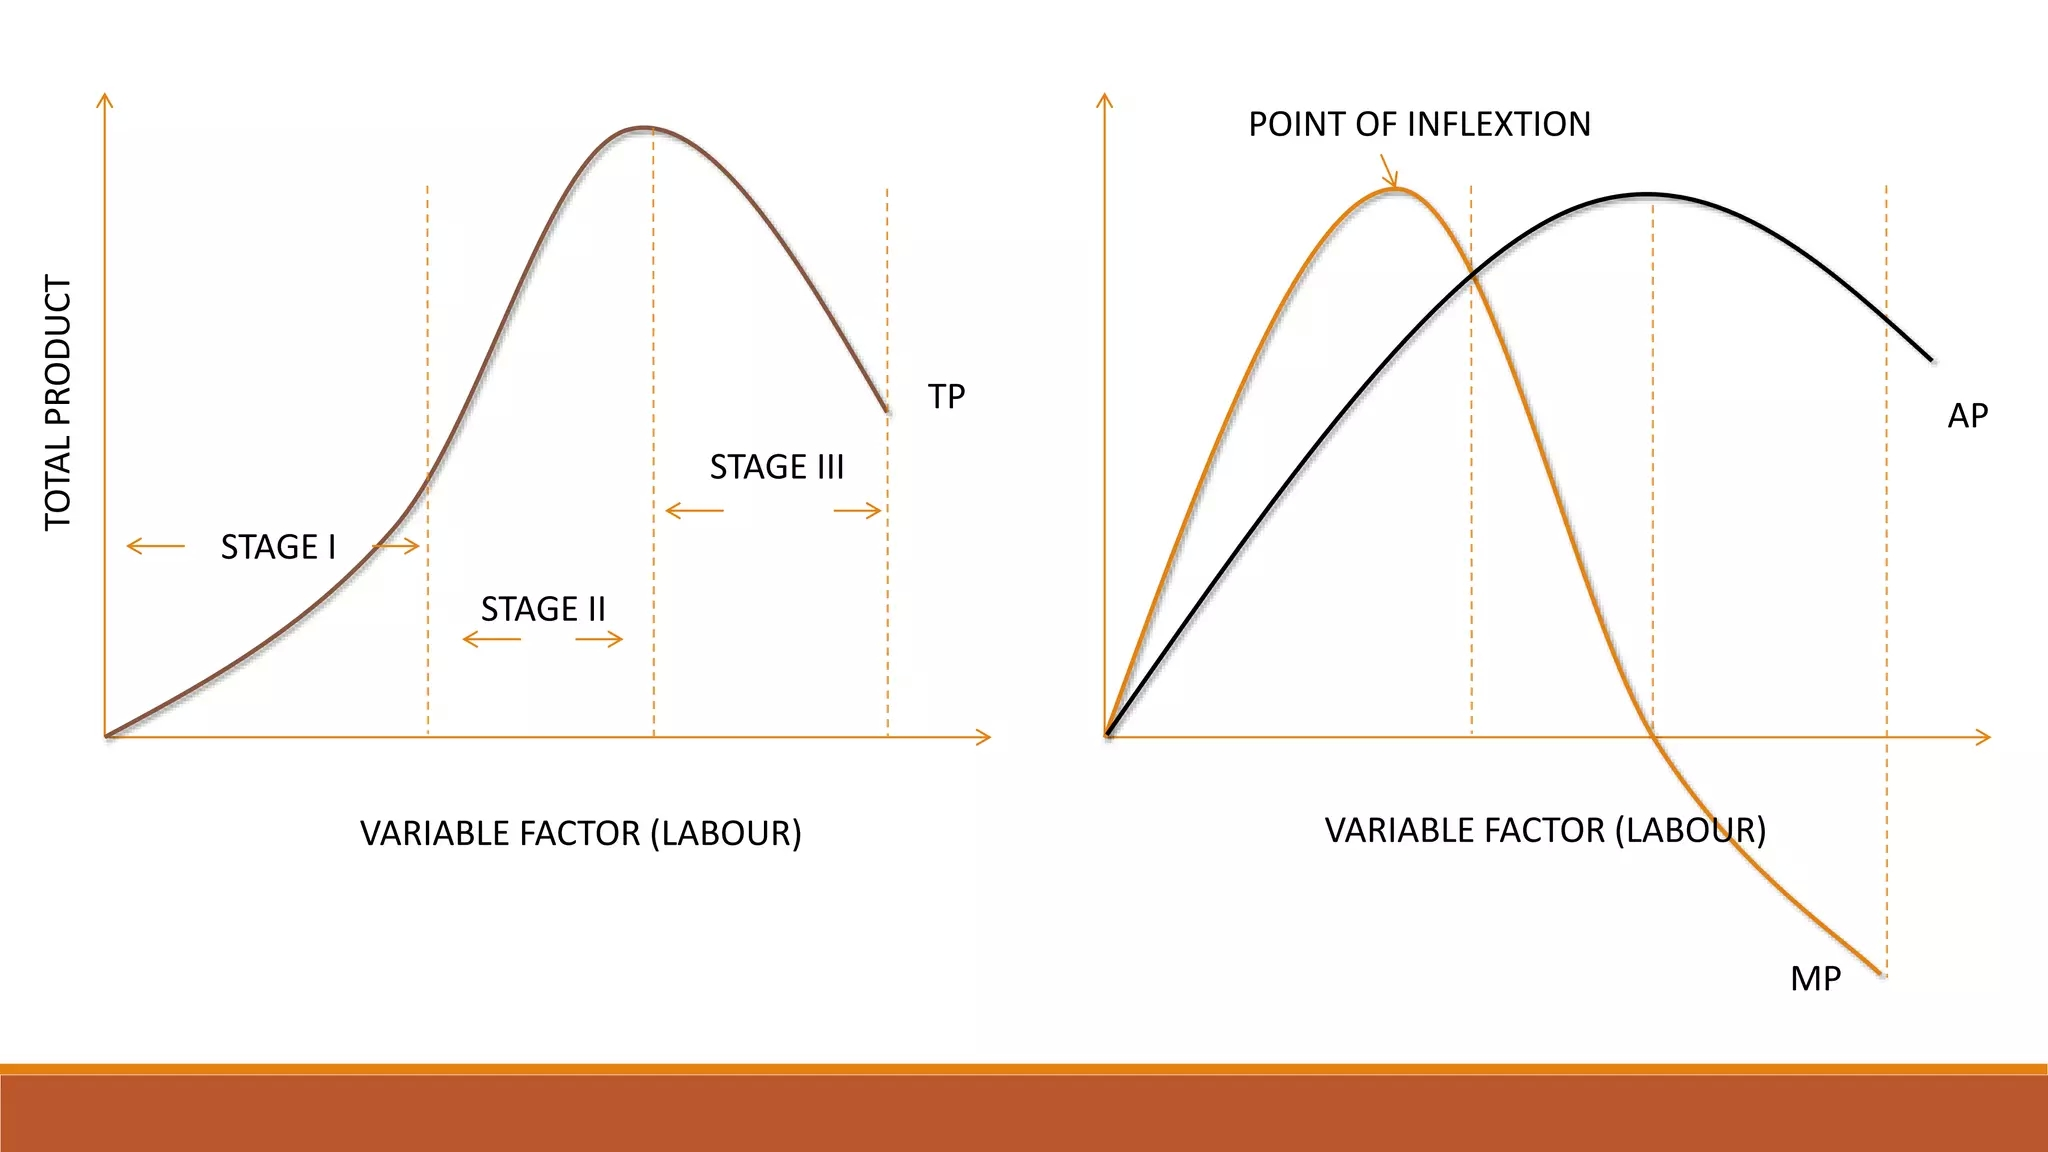 TOTAL PRODUCT
STAGE I
STAGE II
STAGE III
TP
VARIABLE FACTOR (LABOUR)
POINT OF INFLEXTION
AP
VARIABLE FACTOR (LABOUR)
MP